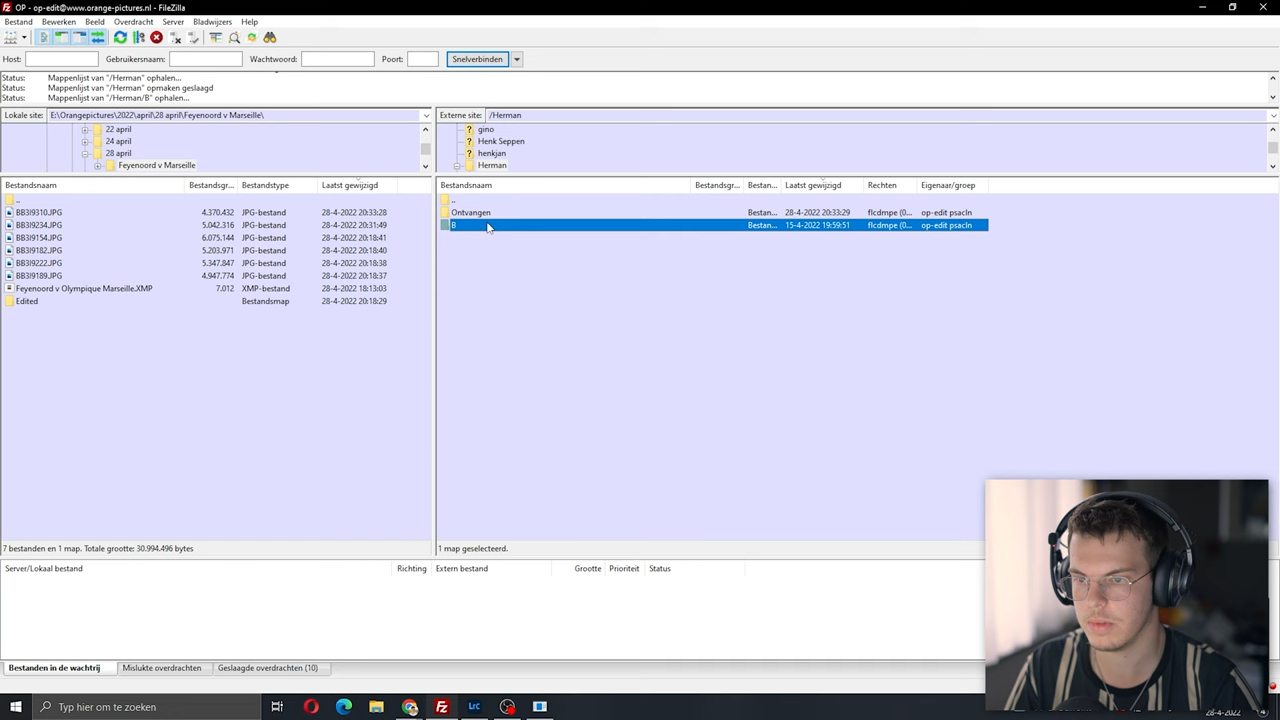 OP - op-edit@www.orange-pictures.nl - FileZilla
Bestand Bewerken Beeld Overdracht Server Bladwijzers Help
Host: Gebruikersnaam: Wachtwoord: Poort: Snelverbinden
Status: Mappenlijst van "/Herman" ophalen...
Status: Mappenlijst van "/Herman" opmaken geslaagd
Status: Mappenlijst van "/Herman/B" ophalen...
Lokale site: E:\Orangepictures\2022\april\28 april\Feyenoord v Marseille\
22 april
24 april
28 april
Feyenoord v Marseille
Externe site: /Herman
gino
Henk Seppen
henkjan
Herman
Bestandsnaam Bestandsgr... Bestandstype Laatst gewijzigd
..
BB3I9310.JPG 4.370.432 JPG-bestand 28-4-2022 20:33:28
BB3I9234.JPG 5.042.316 JPG-bestand 28-4-2022 20:31:49
BB3I9154.JPG 6.075.144 JPG-bestand 28-4-2022 20:18:41
BB3I9182.JPG 5.203.971 JPG-bestand 28-4-2022 20:18:40
BB3I9222.JPG 5.347.847 JPG-bestand 28-4-2022 20:18:38
BB3I9189.JPG 4.947.774 JPG-bestand 28-4-2022 20:18:37
Feyenoord v Olympique Marseille.XMP 7.012 XMP-bestand 28-4-2022 18:13:03
Edited Bestandsmap 28-4-2022 20:18:29
7 bestanden en 1 map. Totale grootte: 30.994.496 bytes
Bestandsnaam Bestandsgr... Bestan... Laatst gewijzigd Rechten Eigenaar/groep
..
Ontvangen Bestan... 28-4-2022 20:33:29 flcdmpe (0... op-edit psacln
B Bestan... 15-4-2022 19:59:51 flcdmpe (0... op-edit psacln
1 map geselecteerd.
Server/Lokaal bestand Richting Extern bestand Grootte Prioriteit Status
Bestanden in de wachtrij Mislukte overdrachten Geslaagde overdrachten (10)
Typ hier om te zoeken
28-4-2022